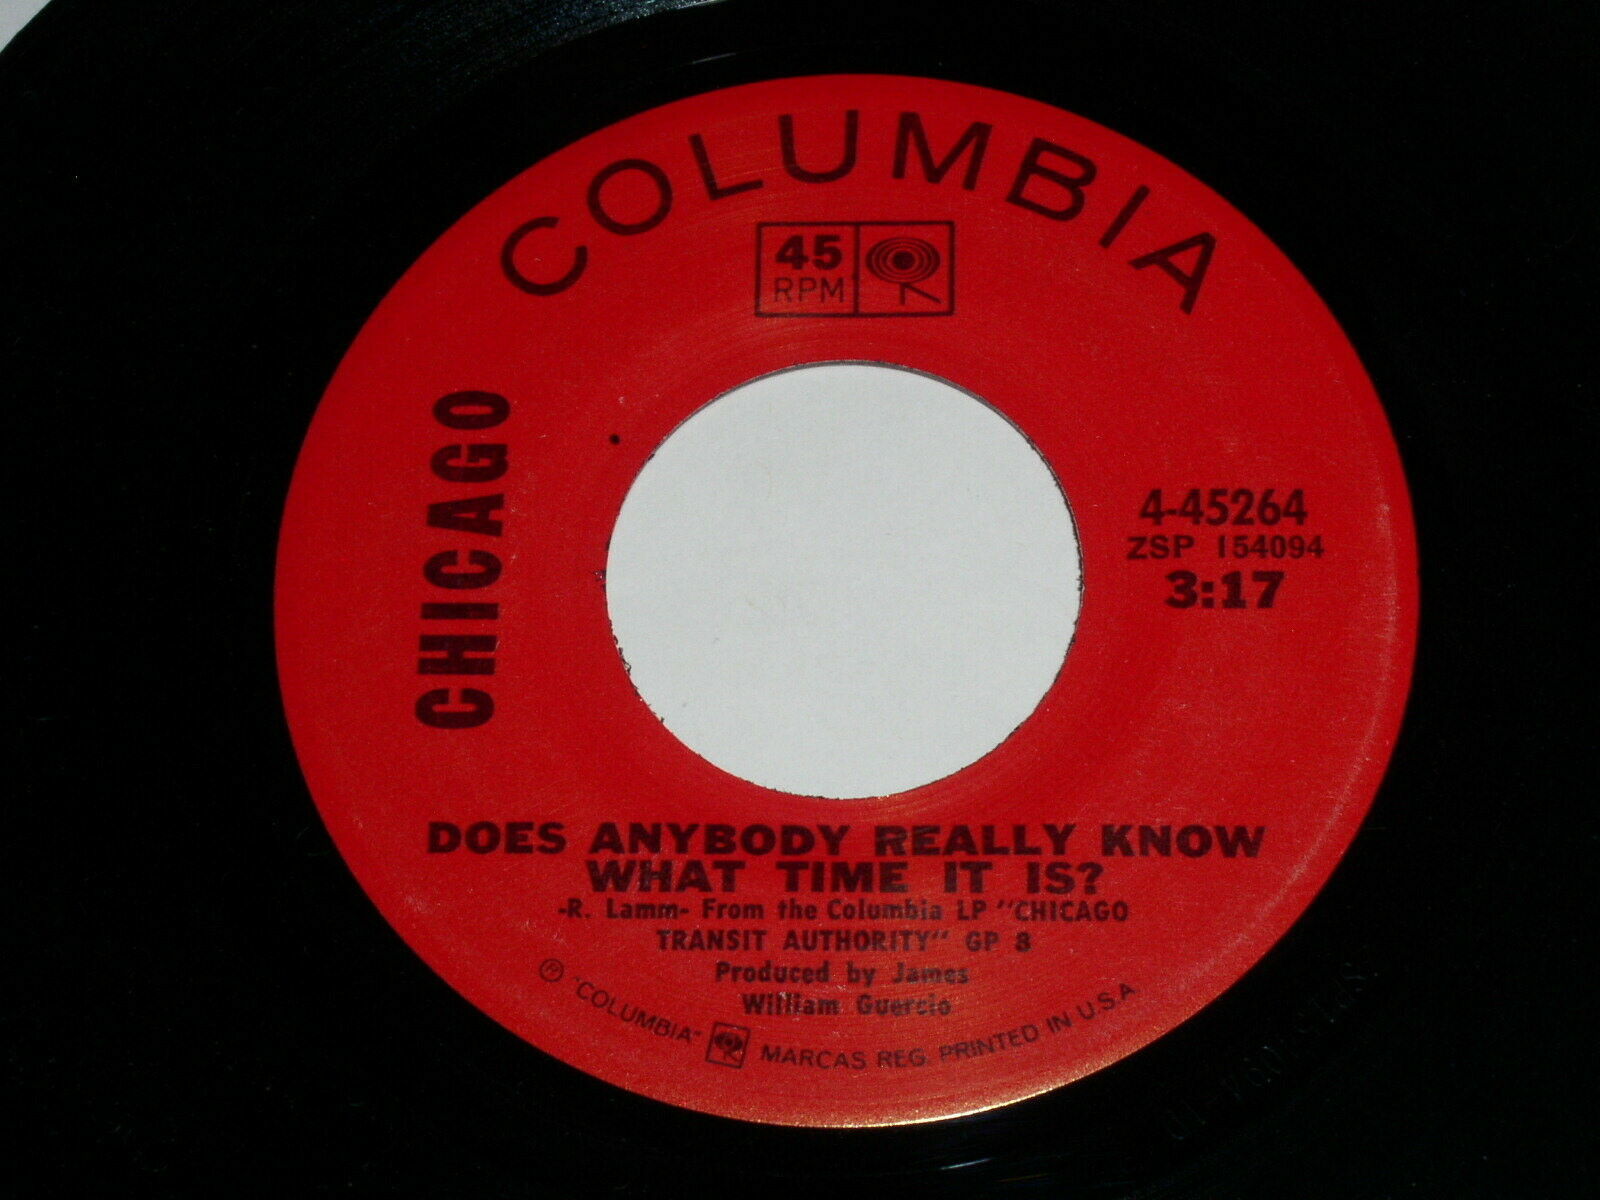 COLUMBIA
45
RPM
CHICAGO
4-45264
ZSP 154094
3:17
DOES ANYBODY REALLY KNOW
WHAT TIME IT IS?
-R. Lamm- From the Columbia LP "CHICAGO
TRANSIT AUTHORITY" GP 8
Produced by James
William Guercio
℗ "COLUMBIA" MARCAS REG. PRINTED IN U.S.A.